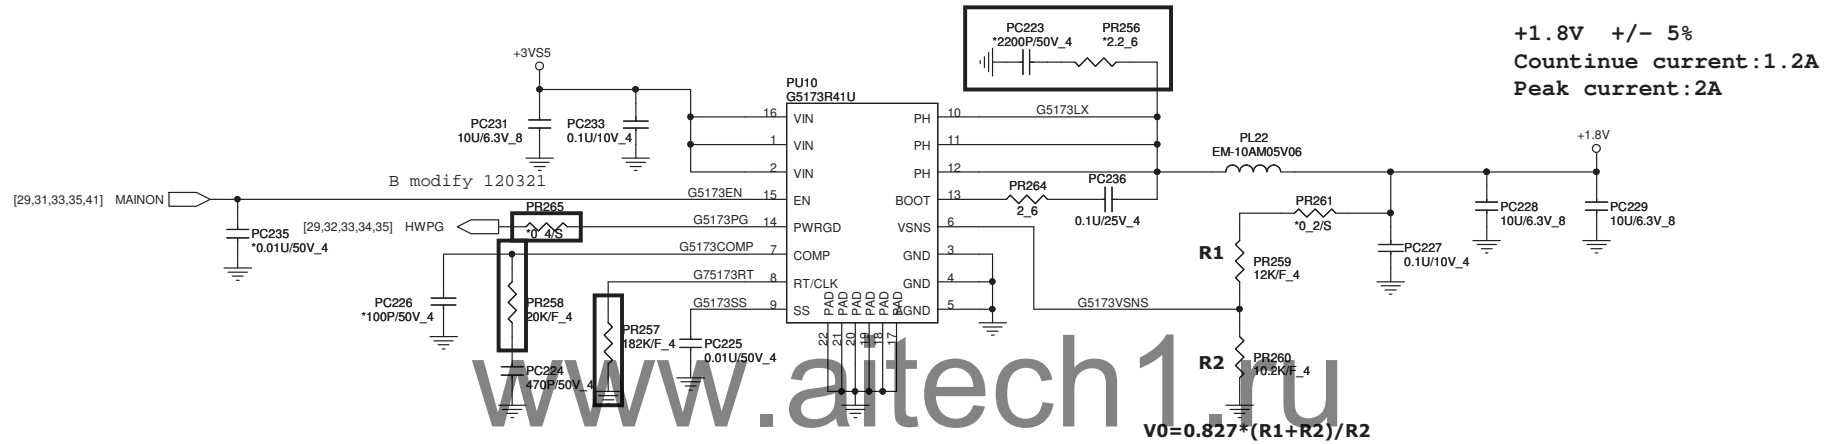 PC223
*2200P/50V_4
PR256
*2.2_6
+1.8V +/- 5%
Countinue current:1.2A
Peak current:2A
+3VS5
PU10
G5173R41U
PC231
10U/6.3V_8
PC233
0.1U/10V_4
16 VIN
1 VIN
2 VIN
15 EN
14 PWRGD
7 COMP
8 RT/CLK
9 SS
PH 10
PH 11
PH 12
BOOT 13
VSNS 6
GND 3
GND 4
AGND 5
G5173LX
PL22
EM-10AM05V06
+1.8V
B modify 120321
[29,31,33,35,41] MAINON
G5173EN
PR265
*0_4/S
[29,32,33,34,35] HWPG
G5173PG
PC235
*0.01U/50V_4
G5173COMP
G75173RT
G5173SS
PR264
2_6
PC236
0.1U/25V_4
PR261
*0_2/S
PC228
10U/6.3V_8
PC229
10U/6.3V_8
PC227
0.1U/10V_4
R1
PR259
12K/F_4
G5173VSNS
PC226
*100P/50V_4
PR258
20K/F_4
PR257
182K/F_4
PC225
0.01U/50V_4
PAD PAD PAD PAD PAD PAD
22 21 20 19 18 17
R2
PR260
10.2K/F_4
PC224
470P/50V_4
www.aitech1.ru
V0=0.827*(R1+R2)/R2